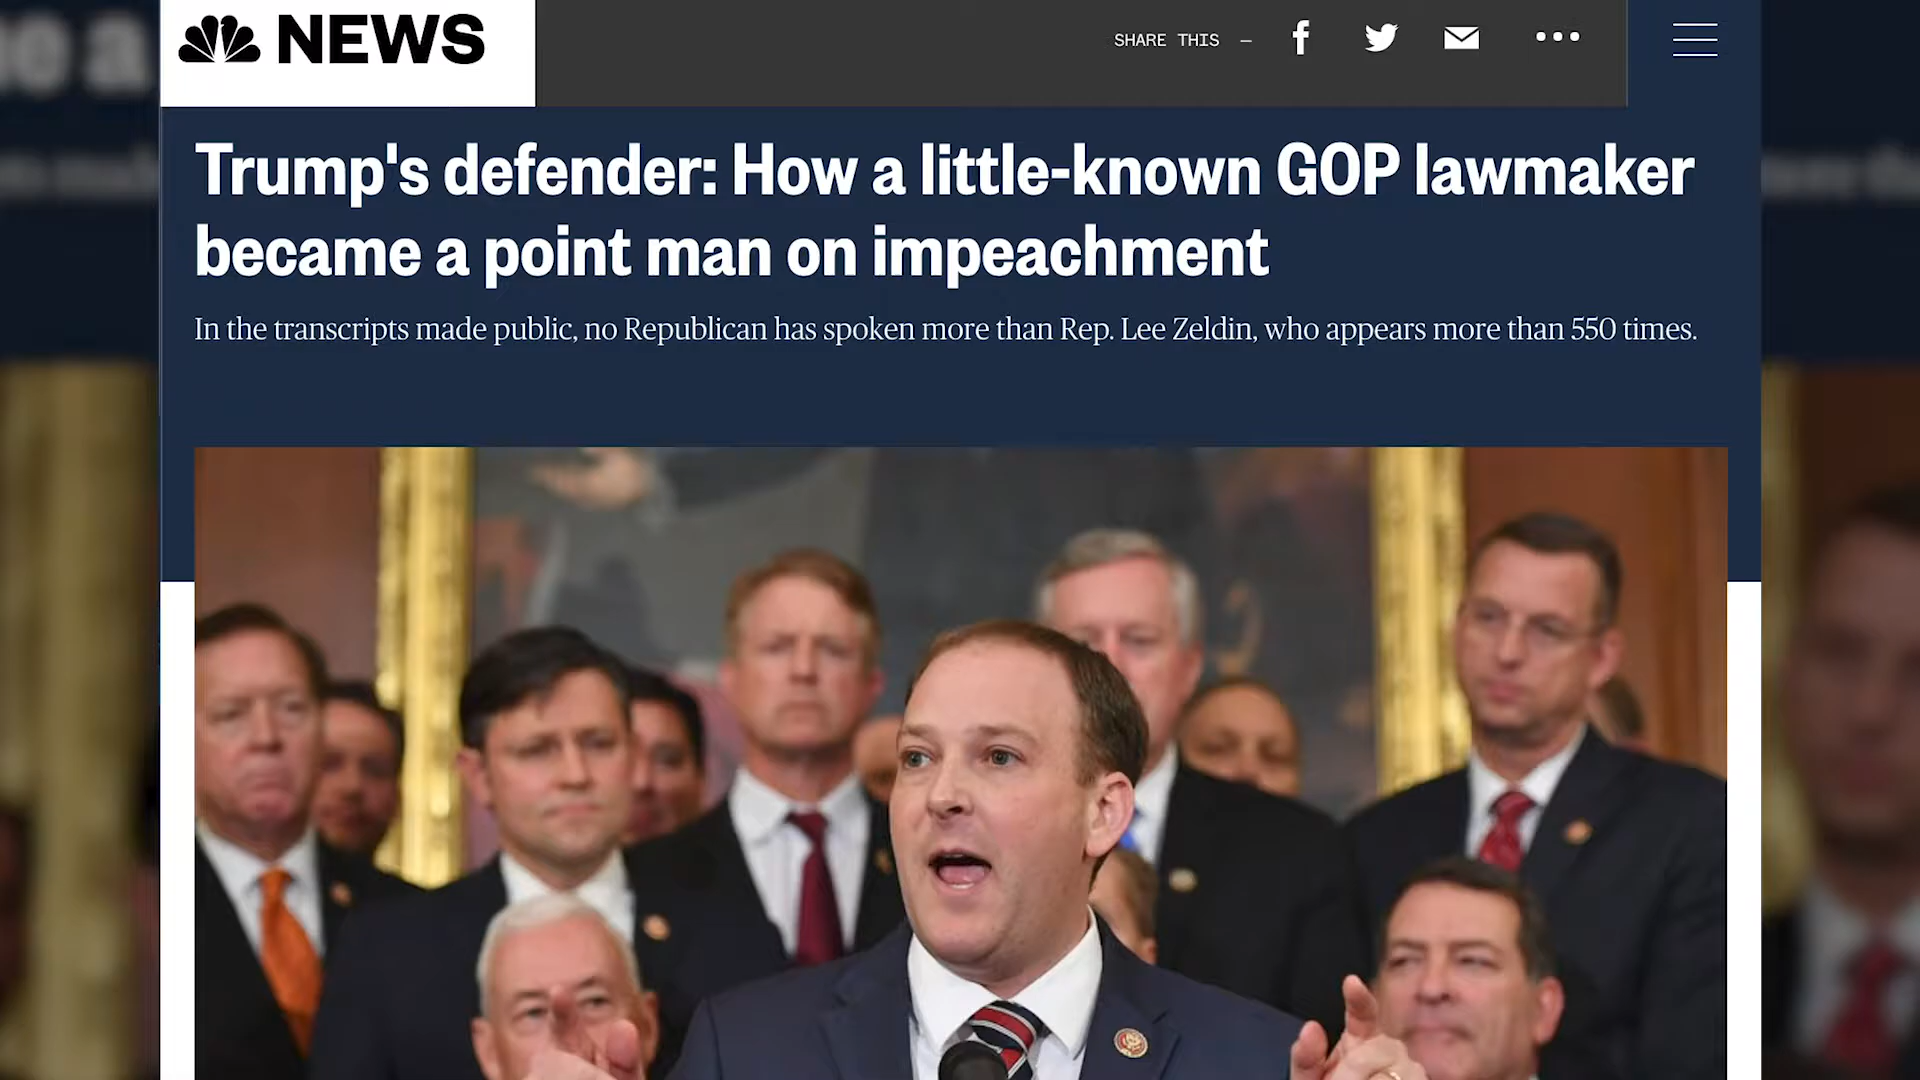 NEWS
SHARE THIS —
Trump's defender: How a little-known GOP lawmaker
became a point man on impeachment
In the transcripts made public, no Republican has spoken more than Rep. Lee Zeldin, who appears more than 550 times.